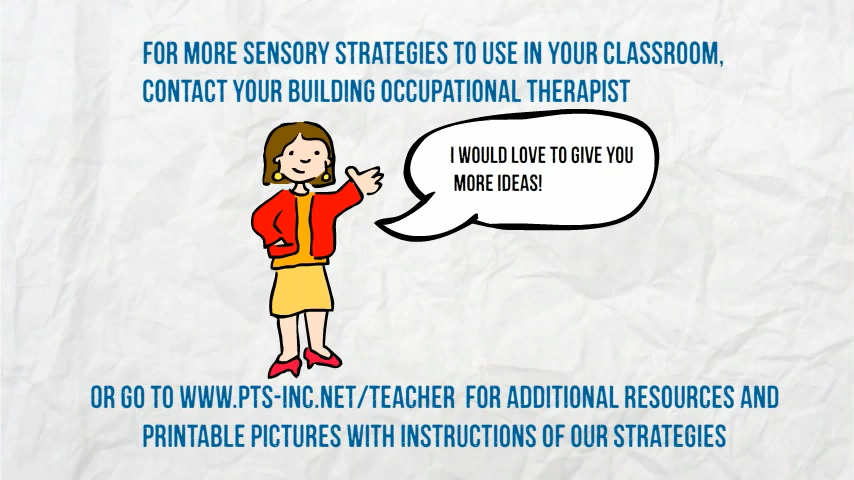 FOR MORE SENSORY STRATEGIES TO USE IN YOUR CLASSROOM,
CONTACT YOUR BUILDING OCCUPATIONAL THERAPIST
I WOULD LOVE TO GIVE YOU
MORE IDEAS!
OR GO TO WWW.PTS-INC.NET/TEACHER FOR ADDITIONAL RESOURCES AND
PRINTABLE PICTURES WITH INSTRUCTIONS OF OUR STRATEGIES